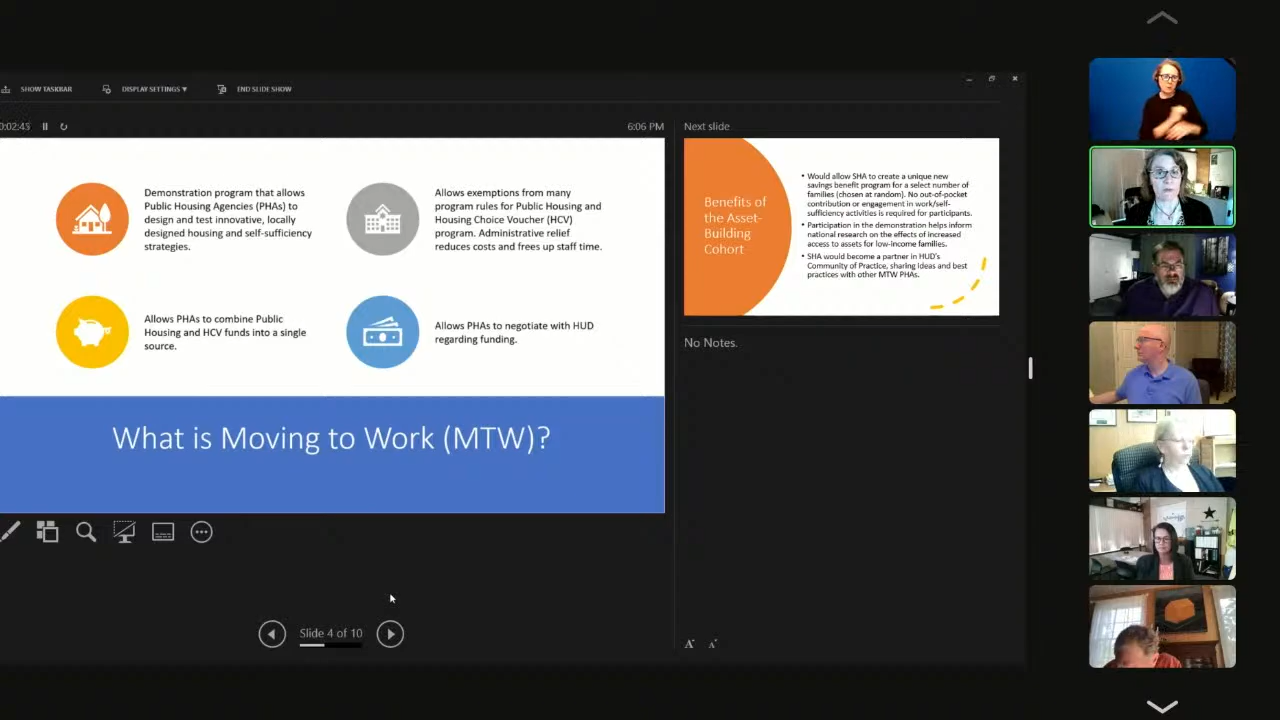 SHOW TASKBAR
DISPLAY SETTINGS ▼
END SLIDE SHOW
0:02:45
6:06 PM
Demonstration program that allows
Public Housing Agencies (PHAs) to
design and test innovative, locally
designed housing and self-sufficiency
strategies.
Allows exemptions from many
program rules for Public Housing and
Housing Choice Voucher (HCV)
program. Administrative relief
reduces costs and frees up staff time.
Allows PHAs to combine Public
Housing and HCV funds into a single
source.
Allows PHAs to negotiate with HUD
regarding funding.
What is Moving to Work (MTW)?
Slide 4 of 10
Next slide
Benefits of
the Asset-
Building
Cohort
• Would allow SHA to create a unique new
savings benefit program for a select number of
families (chosen at random). No out-of-pocket
contribution or engagement in work/self-
sufficiency activities is required for participants.
• Participation in the demonstration helps inform
national research on the effects of increased
access to assets for low-income families.
• SHA would become a partner in HUD's
Community of Practice, sharing ideas and best
practices with other MTW PHAs.
No Notes.
A A